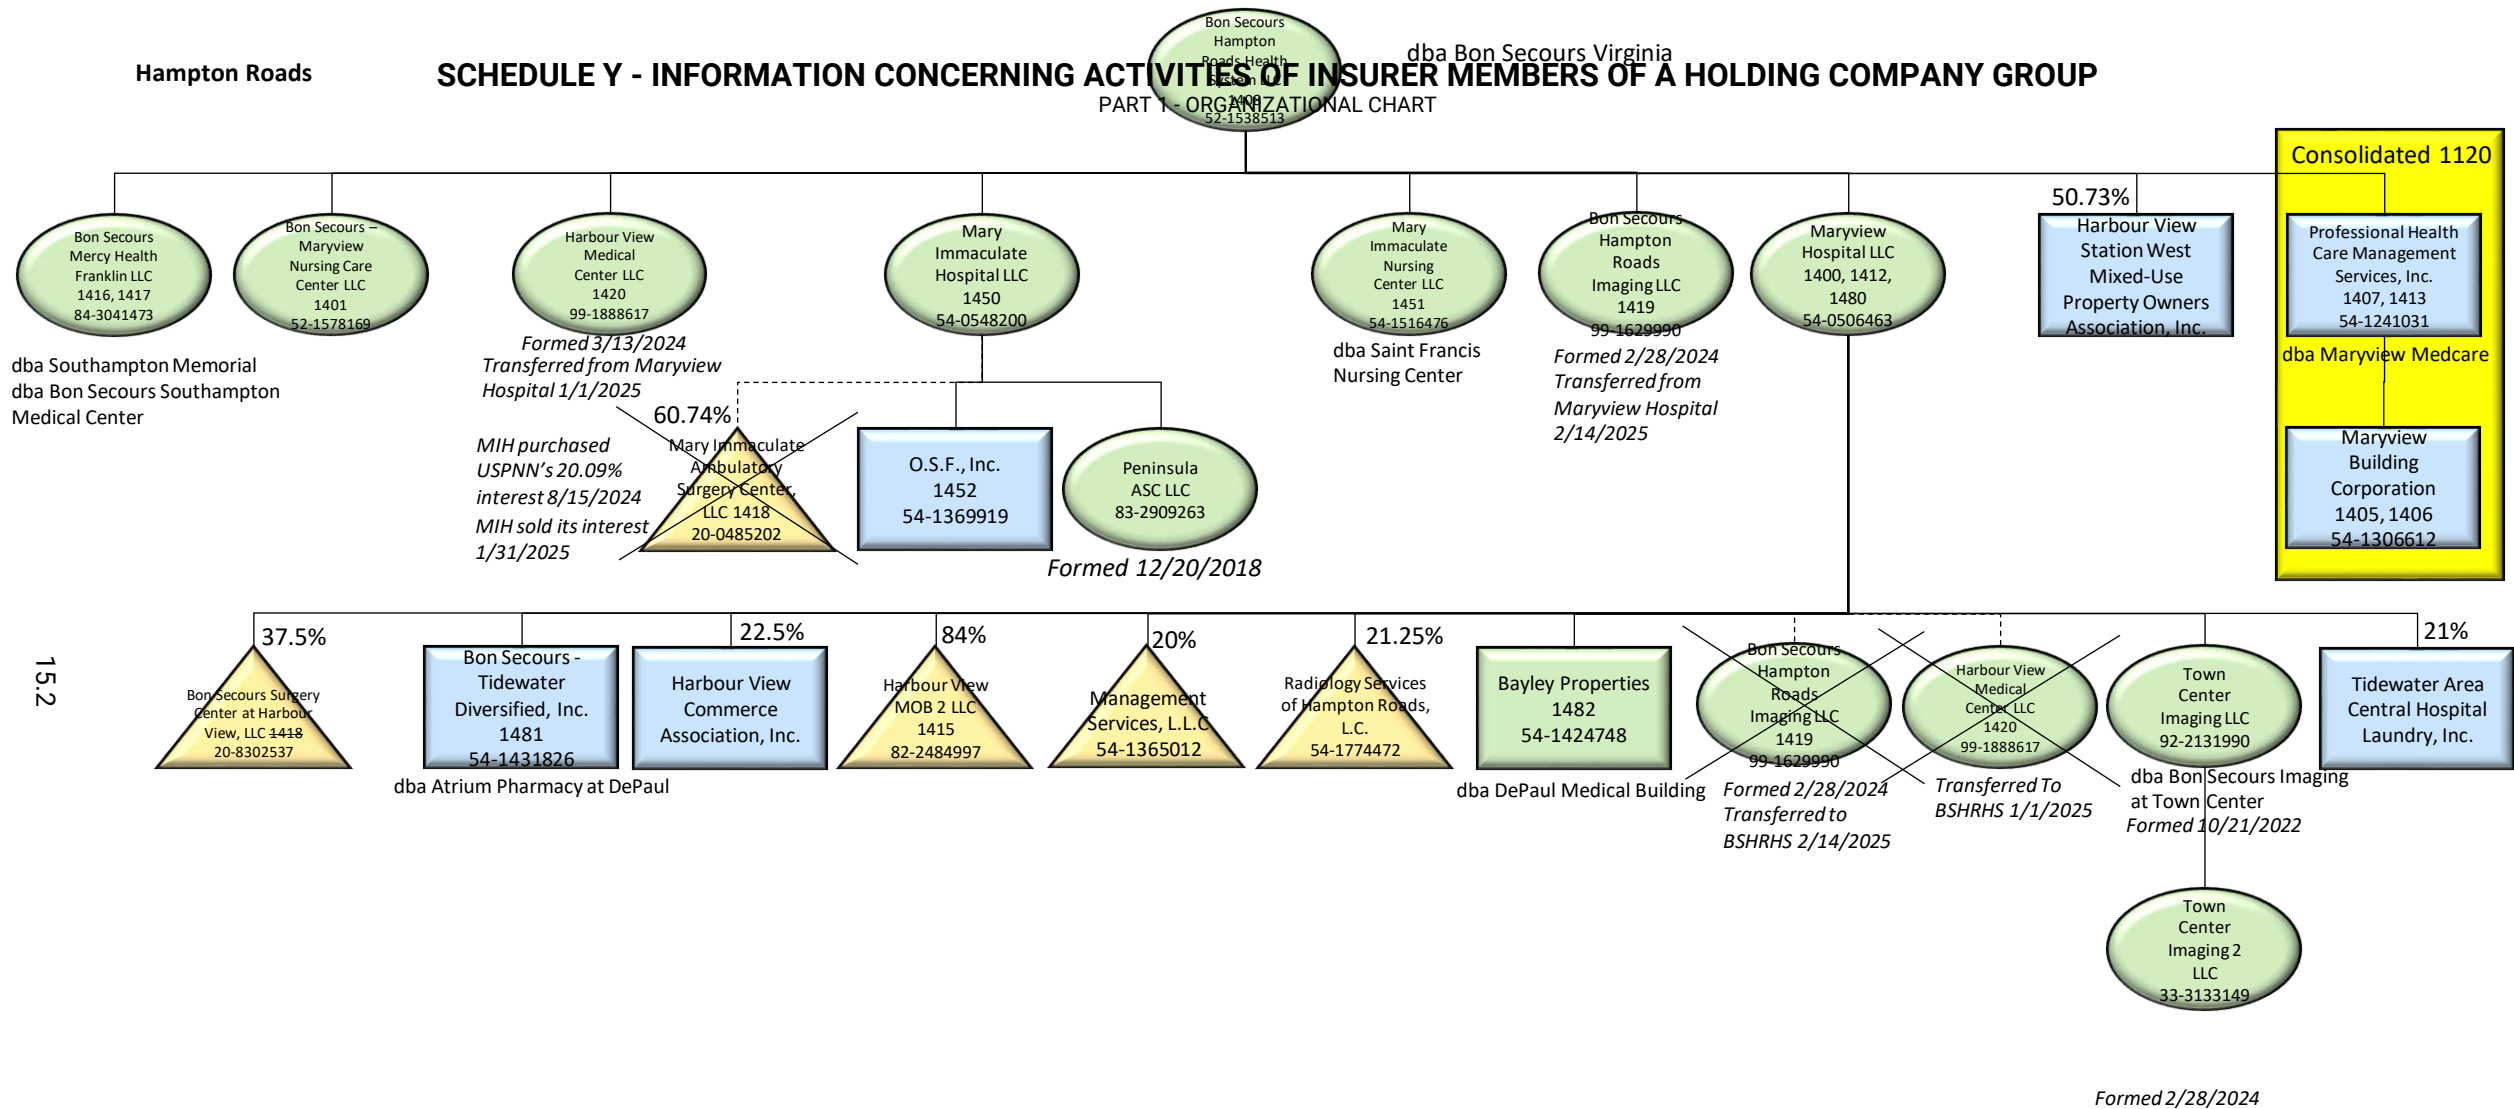 Hampton Roads
SCHEDULE Y - INFORMATION CONCERNING ACTIVITIES OF INSURER MEMBERS OF A HOLDING COMPANY GROUP
PART 1 - ORGANIZATIONAL CHART
Bon Secours
Hampton
Roads Health
System LLC
1408
52-1538513
dba Bon Secours Virginia
Bon Secours
Mercy Health
Franklin LLC
1416, 1417
84-3041473
dba Southampton Memorial
dba Bon Secours Southampton
Medical Center
Bon Secours –
Maryview
Nursing Care
Center LLC
1401
52-1578169
Harbour View
Medical
Center LLC
1420
99-1888617
Formed 3/13/2024
Transferred from Maryview
Hospital 1/1/2025
Mary
Immaculate
Hospital LLC
1450
54-0548200
Mary
Immaculate
Nursing
Center LLC
1451
54-1516476
dba Saint Francis
Nursing Center
Bon Secours
Hampton
Roads
Imaging LLC
1419
99-1629990
Formed 2/28/2024
Transferred from
Maryview Hospital
2/14/2025
Maryview
Hospital LLC
1400, 1412,
1480
54-0506463
50.73%
Harbour View
Station West
Mixed-Use
Property Owners
Association, Inc.
Consolidated 1120
Professional Health
Care Management
Services, Inc.
1407, 1413
54-1241031
dba Maryview Medcare
Maryview
Building
Corporation
1405, 1406
54-1306612
MIH purchased
USPNN’s 20.09%
interest 8/15/2024
MIH sold its interest
1/31/2025
60.74%
Mary Immaculate
Ambulatory
Surgery Center,
LLC 1418
20-0485202
O.S.F., Inc.
1452
54-1369919
Peninsula
ASC LLC
83-2909263
Formed 12/20/2018
15.2
37.5%
Bon Secours Surgery
Center at Harbour
View, LLC 1418
20-8302537
Bon Secours -
Tidewater
Diversified, Inc.
1481
54-1431826
dba Atrium Pharmacy at DePaul
22.5%
Harbour View
Commerce
Association, Inc.
84%
Harbour View
MOB 2 LLC
1415
82-2484997
20%
Management
Services, L.L.C
54-1365012
21.25%
Radiology Services
of Hampton Roads,
L.C.
54-1774472
Bayley Properties
1482
54-1424748
dba DePaul Medical Building
Bon Secours
Hampton
Roads
Imaging LLC
1419
99-1629990
Formed 2/28/2024
Transferred to
BSHRHS 2/14/2025
Harbour View
Medical
Center LLC
1420
99-1888617
Transferred To
BSHRHS 1/1/2025
Town
Center
Imaging LLC
92-2131990
dba Bon Secours Imaging
at Town Center
Formed 10/21/2022
21%
Tidewater Area
Central Hospital
Laundry, Inc.
Town
Center
Imaging 2
LLC
33-3133149
Formed 2/28/2024